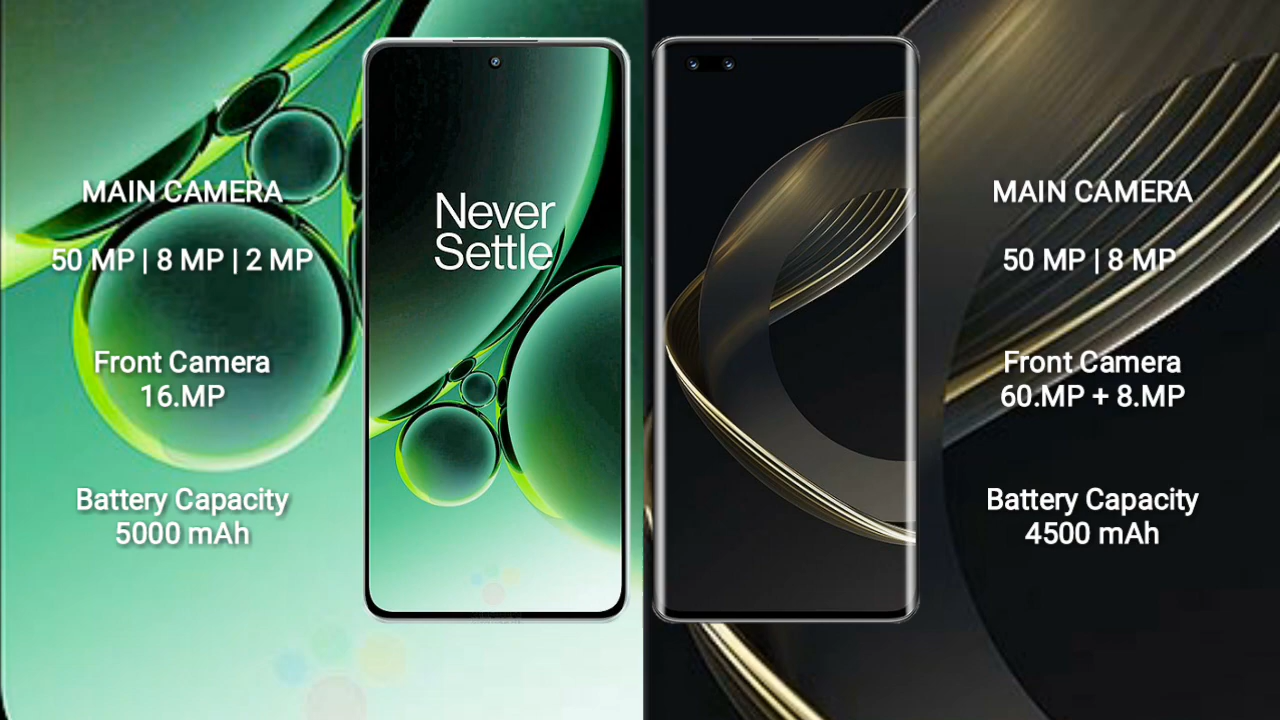 MAIN CAMERA
50 MP | 8 MP | 2 MP
Front Camera
16.MP
Battery Capacity
5000 mAh
Never
Settle
MAIN CAMERA
50 MP | 8 MP
Front Camera
60.MP + 8.MP
Battery Capacity
4500 mAh